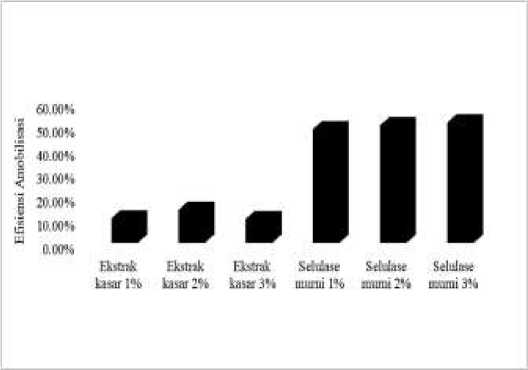 Efisiensi Amobilisasi
60.00%
50.00%
40.00%
30.00%
20.00%
10.00%
0.00%
Ekstrak kasar 1%
Ekstrak kasar 2%
Ekstrak kasar 3%
Selulase murni 1%
Selulase murni 2%
Selulase murni 3%